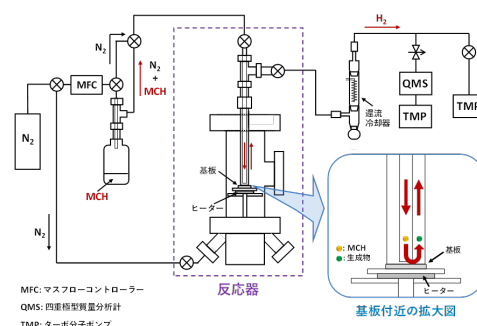 H₂
N₂
N₂
+
MCH
MFC
QMS
TMP
TMP
還流
冷却器
N₂
基板
MCH
ヒーター
N₂
: MCH
: 生成物
基板
ヒーター
反応器
基板付近の拡大図
MFC: マスフローコントローラー
QMS: 四重極型質量分析計
TMP: ターボ分子ポンプ